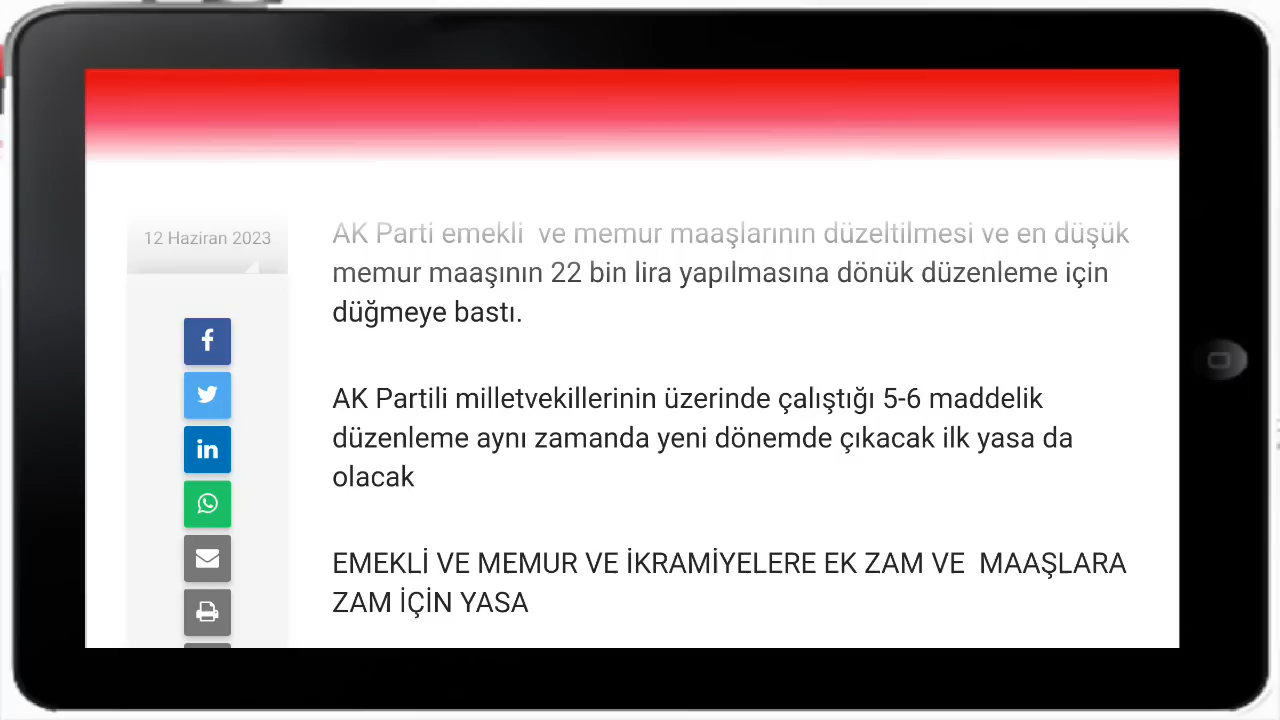 12 Haziran 2023
AK Parti emekli ve memur maaşlarının düzeltilmesi ve en düşük
memur maaşının 22 bin lira yapılmasına dönük düzenleme için
düğmeye bastı.
AK Partili milletvekillerinin üzerinde çalıştığı 5-6 maddelik
düzenleme aynı zamanda yeni dönemde çıkacak ilk yasa da
olacak
EMEKLİ VE MEMUR VE İKRAMİYELERE EK ZAM VE MAAŞLARA
ZAM İÇİN YASA